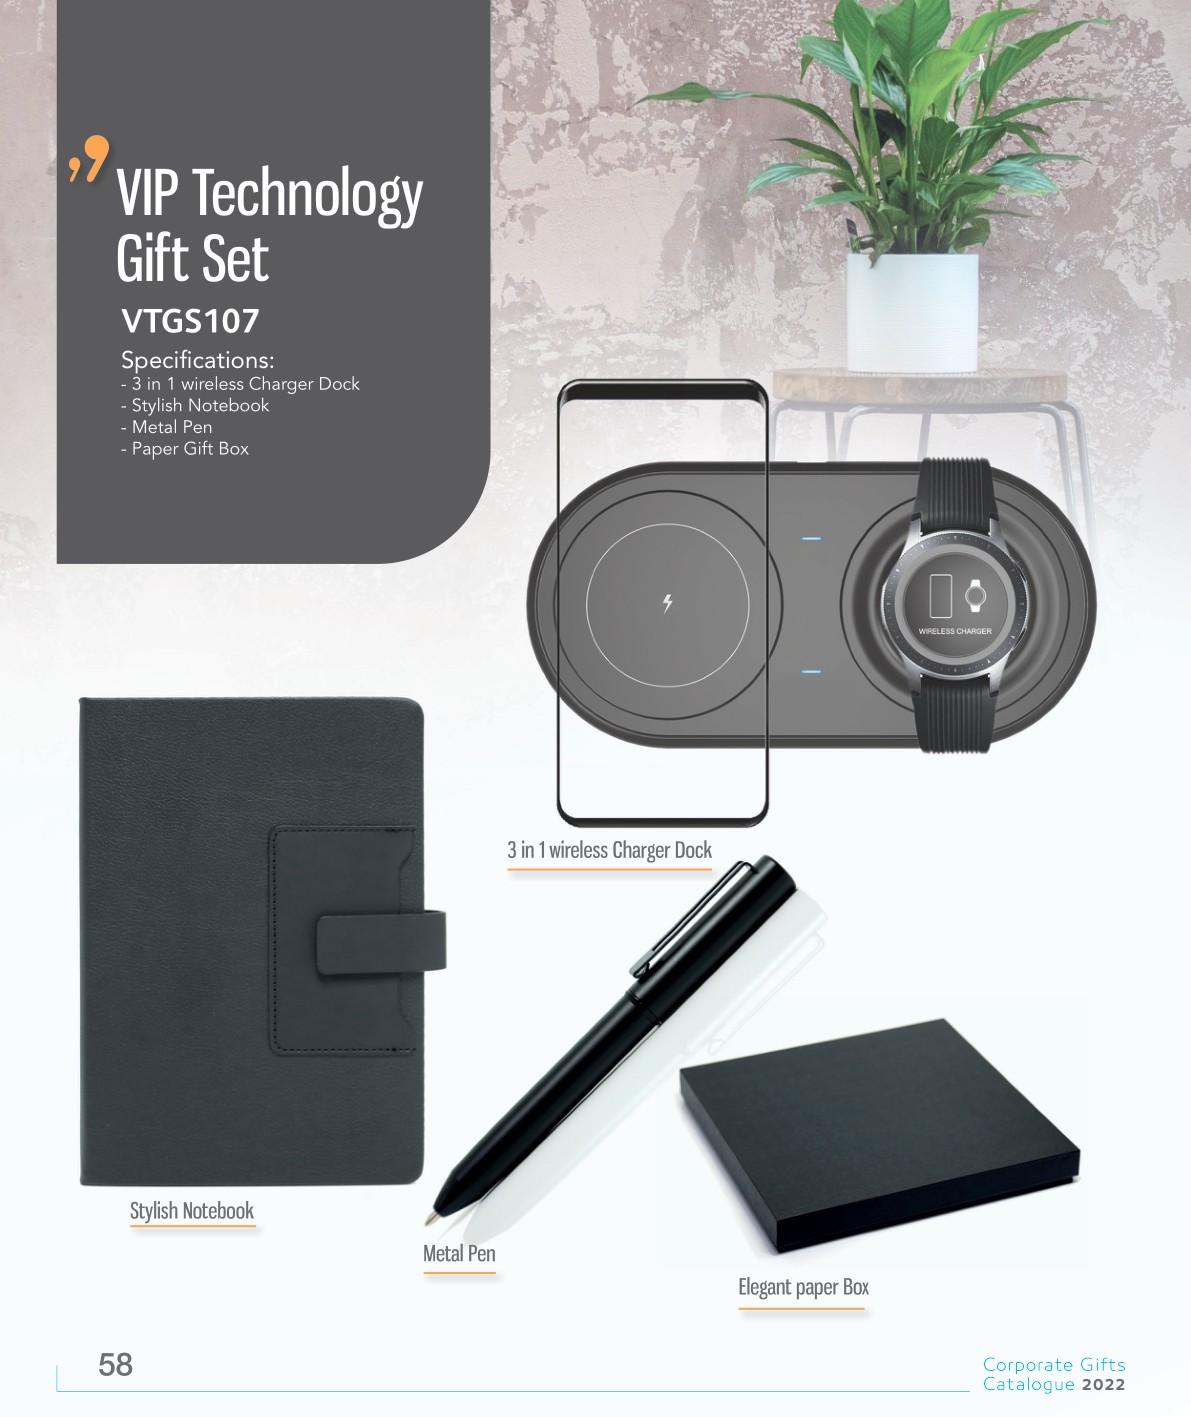 VIP Technology
Gift Set
VTGS107
Specifications:
- 3 in 1 wireless Charger Dock
- Stylish Notebook
- Metal Pen
- Paper Gift Box
WIRELESS CHARGER
3 in 1 wireless Charger Dock
Stylish Notebook
Metal Pen
Elegant paper Box
58
Corporate Gifts
Catalogue 2022